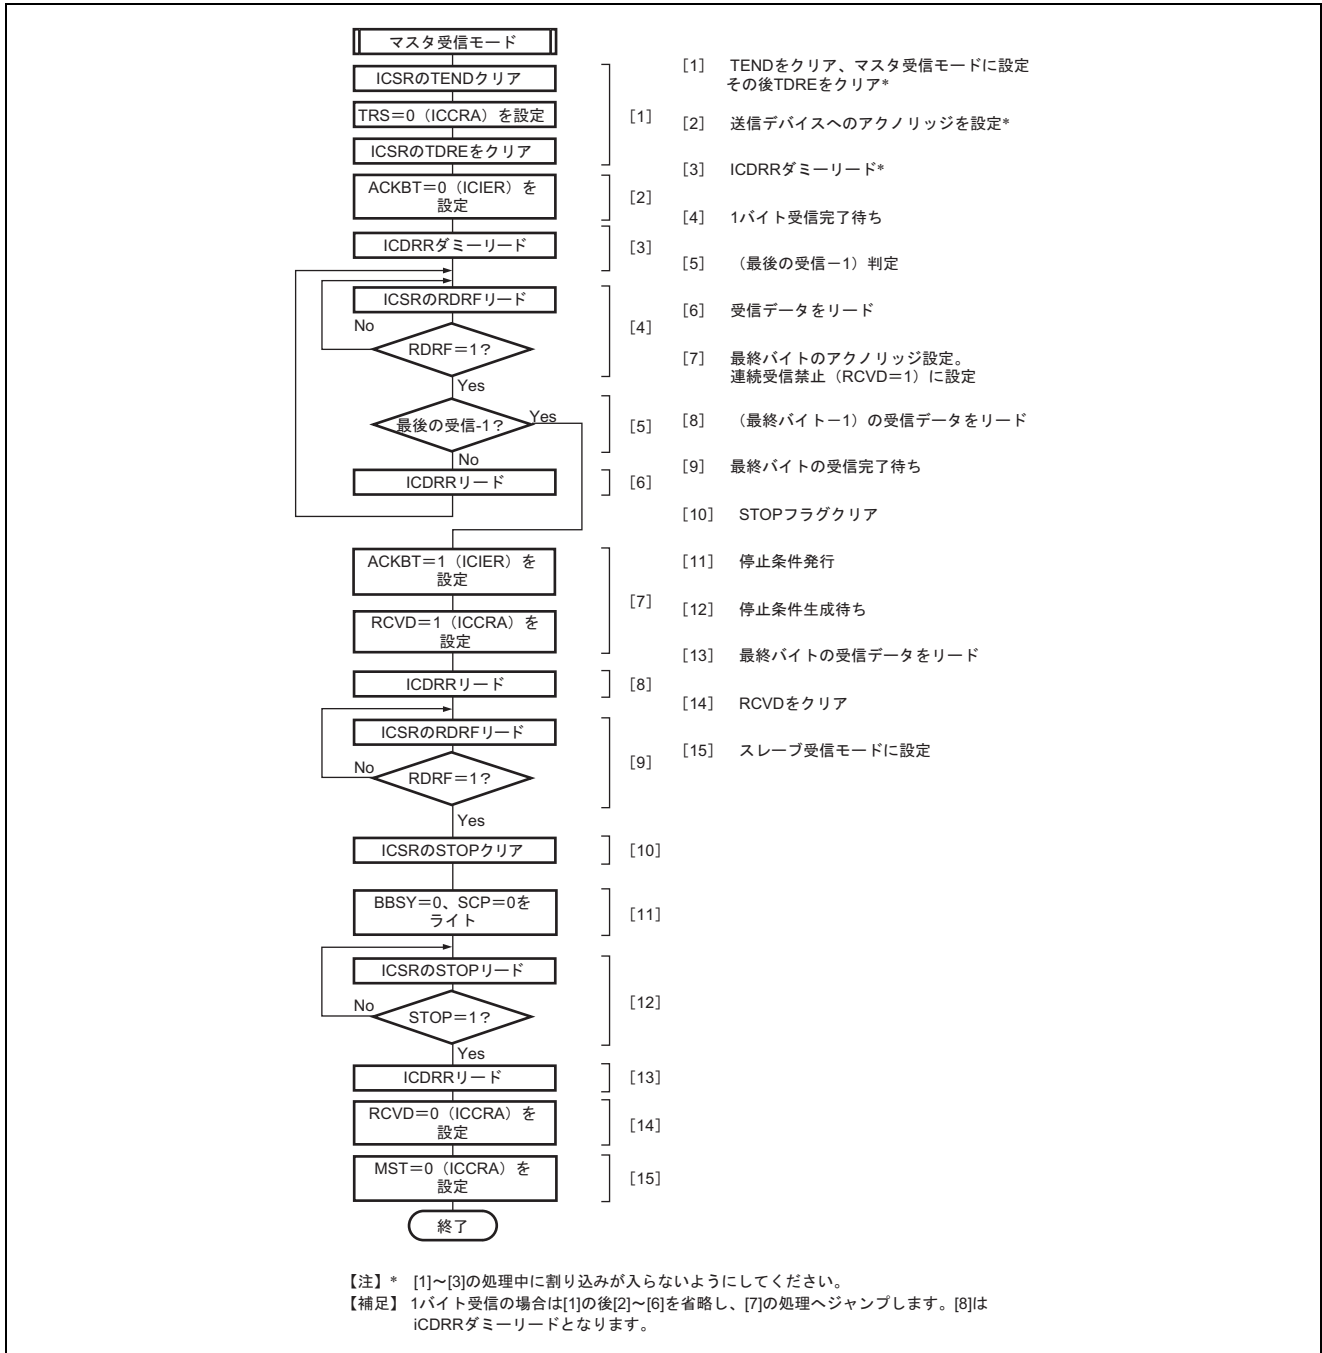 マスタ受信モード
ICSRのTENDクリア
TRS＝0（ICCRA）を設定
ICSRのTDREをクリア
[1]
ACKBT＝0（ICIER）を
設定
[2]
ICDRRダミーリード
[3]
ICSRのRDRFリード
No
RDRF＝1？
[4]
Yes
最後の受信-1？
Yes
[5]
No
ICDRRリード
[6]
ACKBT＝1（ICIER）を
設定
RCVD＝1（ICCRA）を
設定
[7]
ICDRRリード
[8]
ICSRのRDRFリード
No
RDRF＝1？
[9]
Yes
ICSRのSTOPクリア
[10]
BBSY＝0、SCP＝0を
ライト
[11]
ICSRのSTOPリード
No
STOP＝1？
[12]
Yes
ICDRRリード
[13]
RCVD＝0（ICCRA）を
設定
[14]
MST＝0（ICCRA）を
設定
[15]
終了
[1] TENDをクリア、マスタ受信モードに設定
その後TDREをクリア*
[2] 送信デバイスへのアクノリッジを設定*
[3] ICDRRダミーリード*
[4] 1バイト受信完了待ち
[5] （最後の受信－1）判定
[6] 受信データをリード
[7] 最終バイトのアクノリッジ設定。
連続受信禁止（RCVD＝1）に設定
[8] （最終バイト－1）の受信データをリード
[9] 最終バイトの受信完了待ち
[10] STOPフラグクリア
[11] 停止条件発行
[12] 停止条件生成待ち
[13] 最終バイトの受信データをリード
[14] RCVDをクリア
[15] スレーブ受信モードに設定
【注】* [1]～[3]の処理中に割り込みが入らないようにしてください。
【補足】 1バイト受信の場合は[1]の後[2]～[6]を省略し、[7]の処理へジャンプします。[8]は
iCDRRダミーリードとなります。